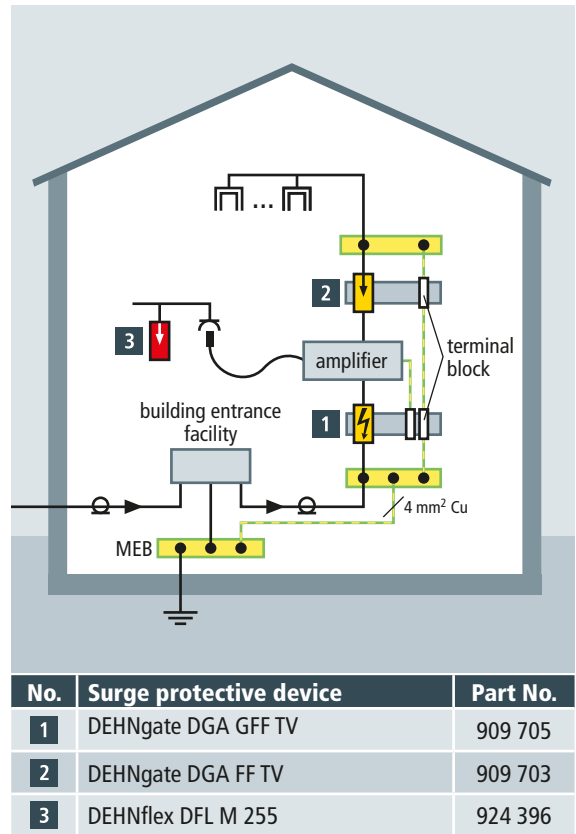 ...
2
3
terminal
block
amplifier
building entrance
facility
1
4 mm² Cu
MEB
No. Surge protective device Part No.
1 DEHNgate DGA GFF TV 909 705
2 DEHNgate DGA FF TV 909 703
3 DEHNflex DFL M 255 924 396